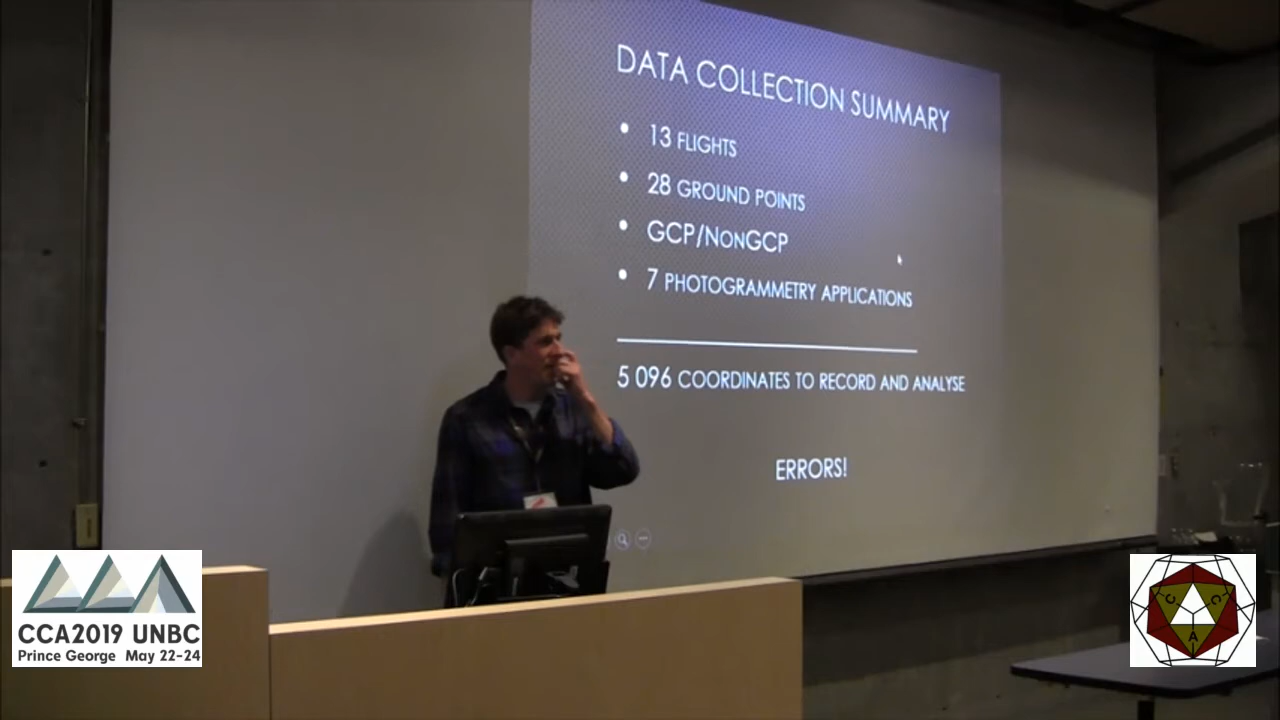 DATA COLLECTION SUMMARY
• 13 FLIGHTS
• 28 GROUND POINTS
• GCP/NONGCP
• 7 PHOTOGRAMMETRY APPLICATIONS
5 096 COORDINATES TO RECORD AND ANALYSE
ERRORS!
CCA2019 UNBC
Prince George May 22-24
C C
A